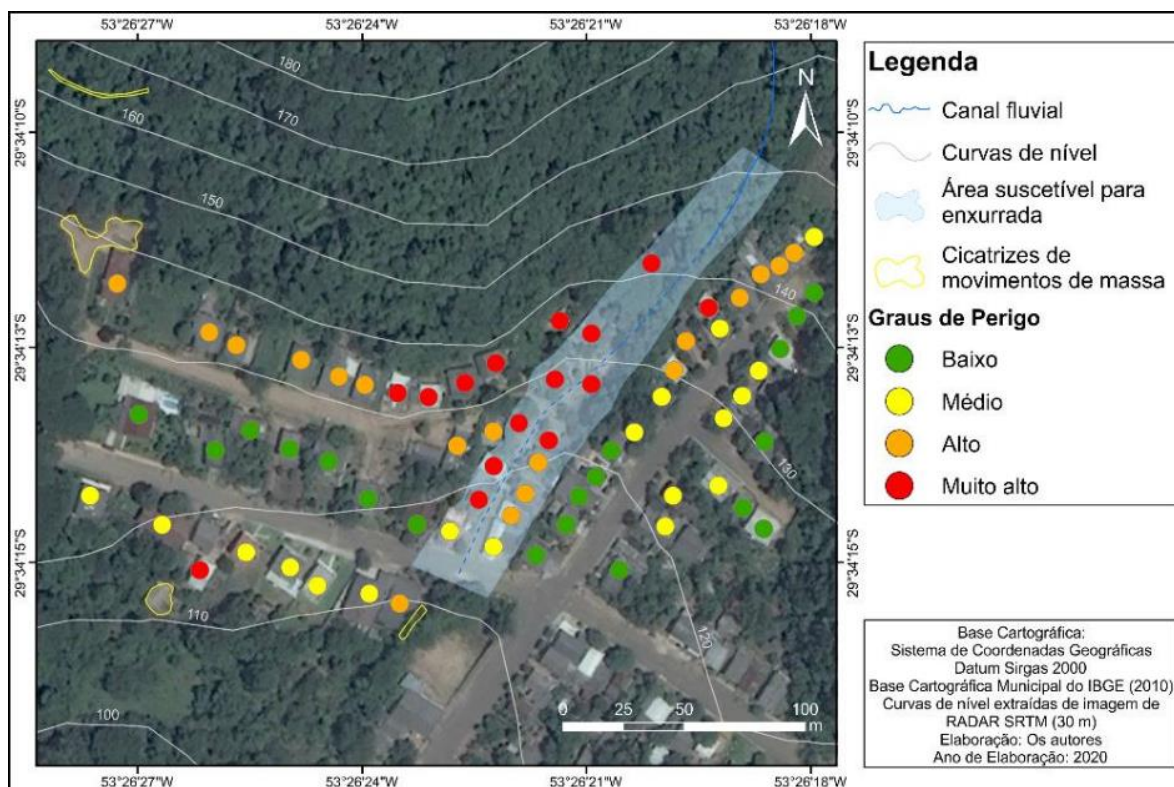 53°26'27"W 53°26'24"W 53°26'21"W 53°26'18"W
29°34'10"S 29°34'10"S
29°34'13"S 29°34'13"S
29°34'15"S 29°34'15"S
180
170
160
150
140
130
120
110
100
N
0 25 50 100
m
53°26'27"W 53°26'24"W 53°26'21"W 53°26'18"W
Legenda
Canal fluvial
Curvas de nível
Área suscetível para
enxurrada
Cicatrizes de
movimentos de massa
Graus de Perigo
Baixo
Médio
Alto
Muito alto
Base Cartográfica:
Sistema de Coordenadas Geográficas
Datum Sirgas 2000
Base Cartográfica Municipal do IBGE (2010)
Curvas de nível extraídas de imagem de
RADAR SRTM (30 m)
Elaboração: Os autores
Ano de Elaboração: 2020